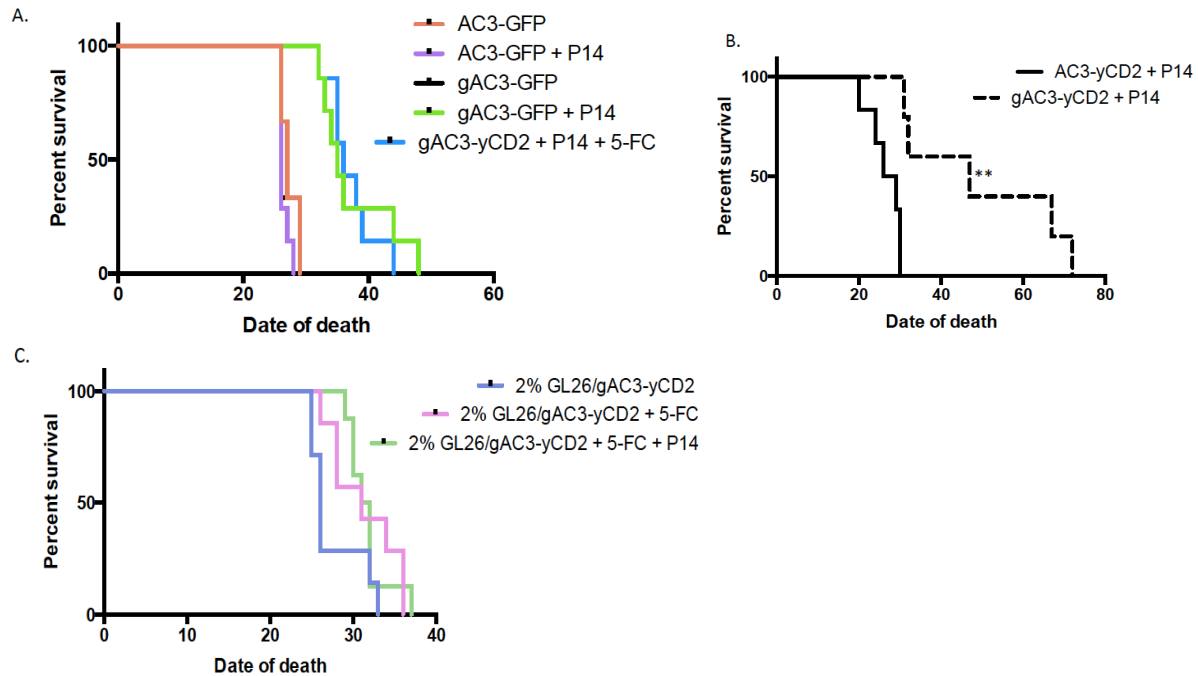 A.
AC3-GFP
AC3-GFP + P14
gAC3-GFP
gAC3-GFP + P14
gAC3-yCD2 + P14 + 5-FC
Percent survival
100
50
0
0 20 40 60
Date of death
B.
AC3-yCD2 + P14
gAC3-yCD2 + P14
Percent survival
100
50
0
**
0 20 40 60 80
Date of death
C.
2% GL26/gAC3-yCD2
2% GL26/gAC3-yCD2 + 5-FC
2% GL26/gAC3-yCD2 + 5-FC + P14
Percent survival
100
50
0
0 10 20 30 40
Date of death